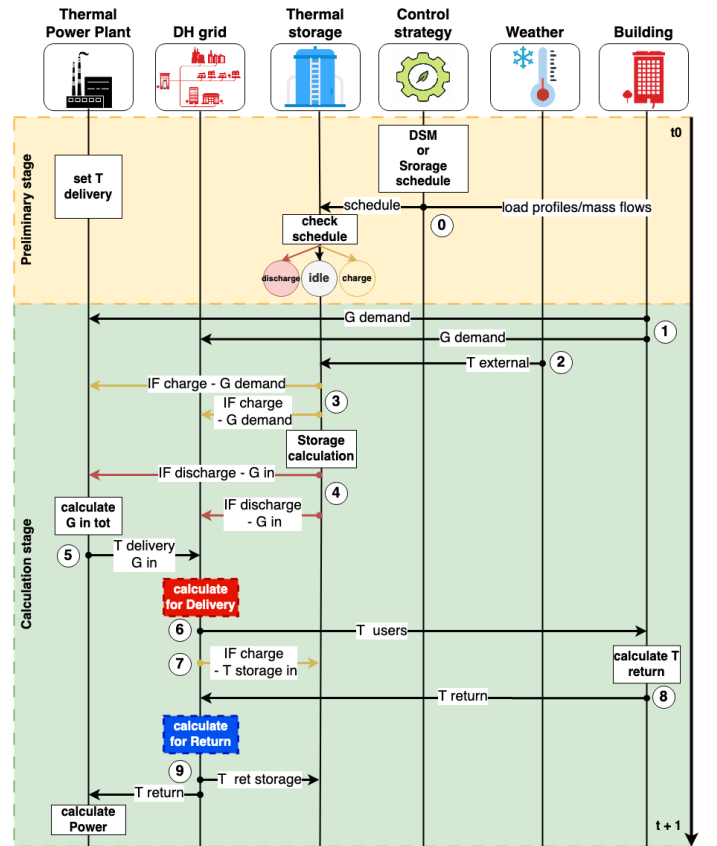 Thermal
Power Plant
DH grid
Thermal
storage
Control
strategy
Weather
Building
Preliminary stage
t0
DSM
or
Srorage
schedule
set T
delivery
schedule
load profiles/mass flows
0
check
schedule
discharge
idle
charge
Calculation stage
G demand
1
G demand
T external
2
IF charge - G demand
3
IF charge
- G demand
Storage
calculation
IF discharge - G in
4
calculate
G in tot
IF discharge
- G in
5
T delivery
G in
calculate
for Delivery
6
T users
7
IF charge
- T storage in
calculate T
return
T return
8
calculate
for Return
9
T ret storage
T return
calculate
Power
t + 1